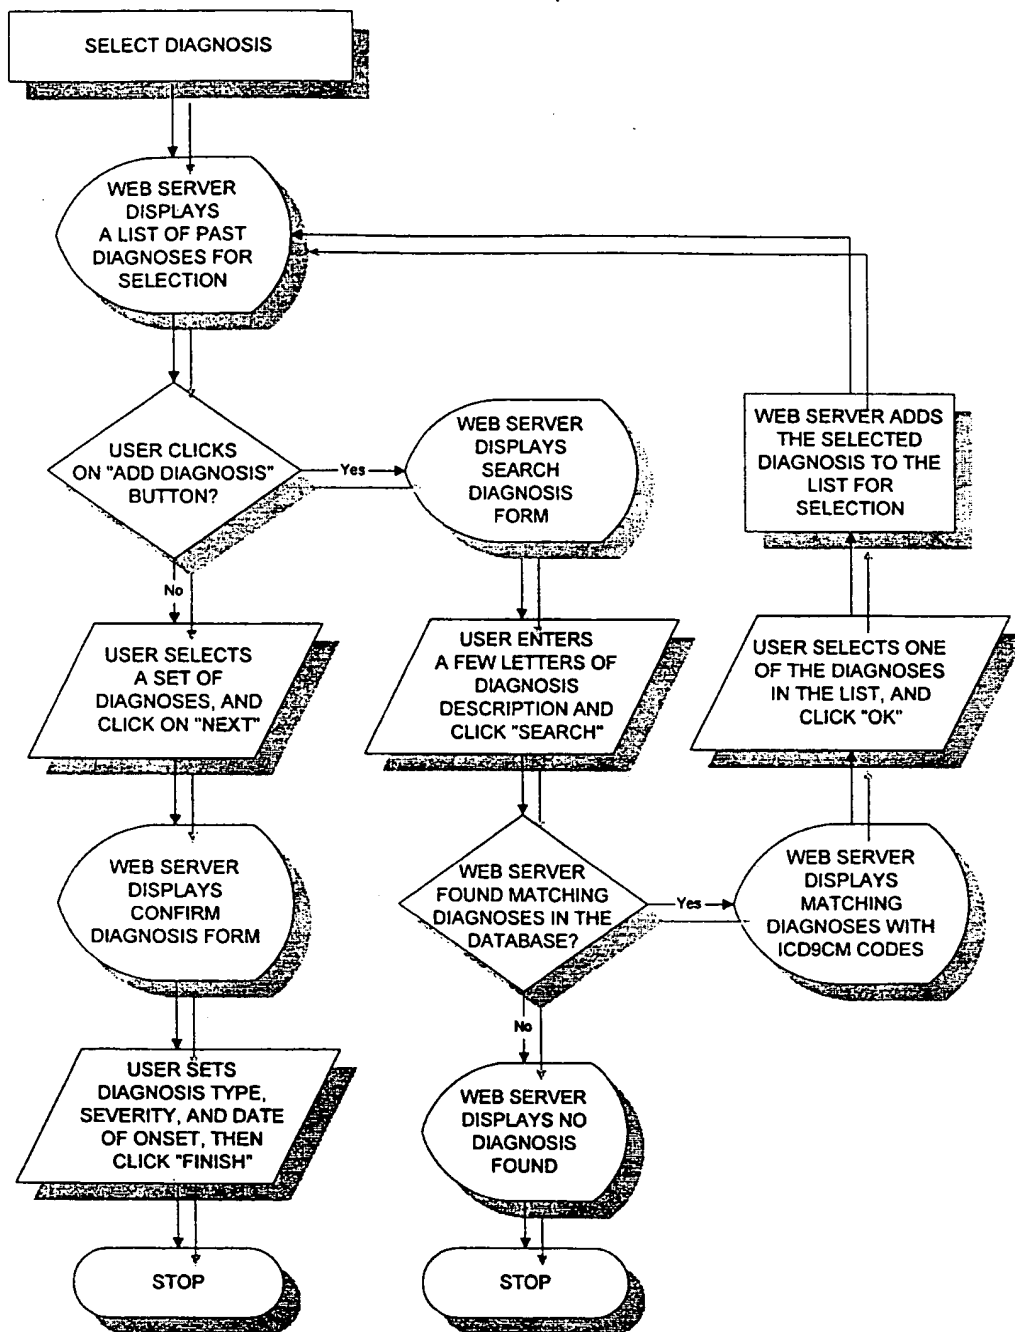 SELECT DIAGNOSIS
WEB SERVER
DISPLAYS
A LIST OF PAST
DIAGNOSES FOR
SELECTION
USER CLICKS
ON "ADD DIAGNOSIS"
BUTTON?
Yes
WEB SERVER
DISPLAYS
SEARCH
DIAGNOSIS
FORM
WEB SERVER ADDS
THE SELECTED
DIAGNOSIS TO THE
LIST FOR
SELECTION
No
USER SELECTS
A SET OF
DIAGNOSES, AND
CLICK ON "NEXT"
USER ENTERS
A FEW LETTERS OF
DIAGNOSIS
DESCRIPTION AND
CLICK "SEARCH"
USER SELECTS ONE
OF THE DIAGNOSES
IN THE LIST, AND
CLICK "OK"
WEB SERVER
DISPLAYS
CONFIRM
DIAGNOSIS FORM
WEB SERVER
FOUND MATCHING
DIAGNOSES IN THE
DATABASE?
Yes
WEB SERVER
DISPLAYS
MATCHING
DIAGNOSES WITH
ICD9CM CODES
No
USER SETS
DIAGNOSIS TYPE,
SEVERITY, AND DATE
OF ONSET, THEN
CLICK "FINISH"
WEB SERVER
DISPLAYS NO
DIAGNOSIS
FOUND
STOP
STOP